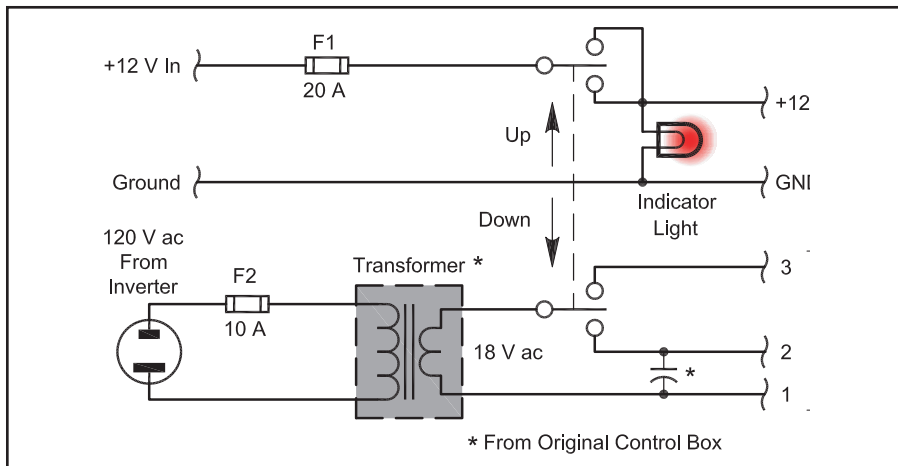 F1
+12 V In
20 A
+12
Up
Ground
GN
Indicator
Light
Down
120 V ac
From
Inverter
F2
10 A
Transformer *
18 V ac
3
2
*
1
* From Original Control Box